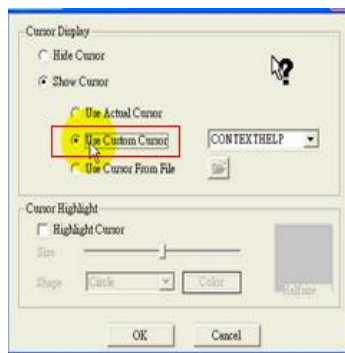 Cursor Display
Hide Cursor
Show Cursor
Use Actual Cursor
Use Custom Cursor
CONTEXTHELP
Use Cursor From File
Cursor Highlight
Highlight Cursor
Size
Shape
Circle
Color
Halftone
OK
Cancel